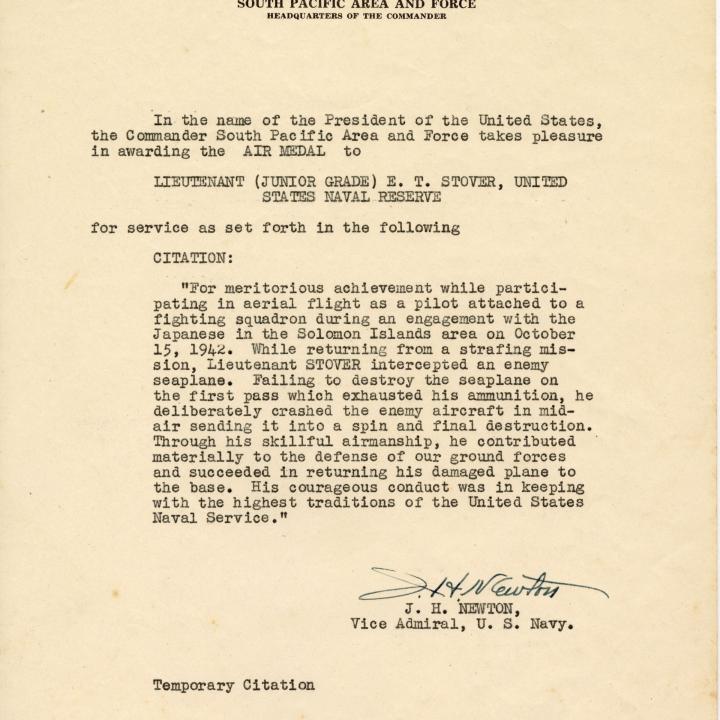 SOUTH PACIFIC AREA AND FORCE
HEADQUARTERS OF THE COMMANDER
In the name of the President of the United States,
the Commander South Pacific Area and Force takes pleasure
in awarding the AIR MEDAL to
LIEUTENANT (JUNIOR GRADE) E. T. STOVER, UNITED
STATES NAVAL RESERVE
for service as set forth in the following
CITATION:
"For meritorious achievement while partici-
pating in aerial flight as a pilot attached to a
fighting squadron during an engagement with the
Japanese in the Solomon Islands area on October
15, 1942. While returning from a strafing mis-
sion, Lieutenant STOVER intercepted an enemy
seaplane. Failing to destroy the seaplane on
the first pass which exhausted his ammunition, he
deliberately crashed the enemy aircraft in mid-
air sending it into a spin and final destruction.
Through his skillful airmanship, he contributed
materially to the defense of our ground forces
and succeeded in returning his damaged plane to
the base. His courageous conduct was in keeping
with the highest traditions of the United States
Naval Service."
J. H. Newton
J. H. NEWTON,
Vice Admiral, U. S. Navy.
Temporary Citation